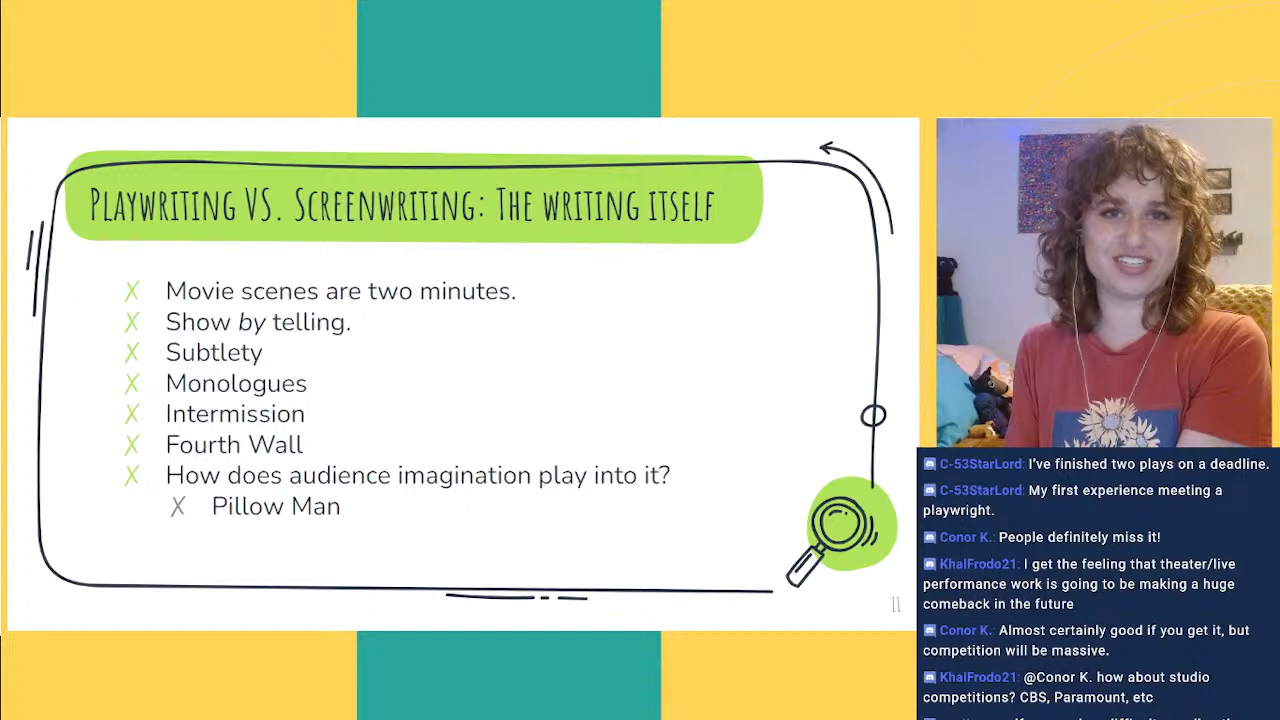 PLAYWRITING VS. SCREENWRITING: THE WRITING ITSELF
X Movie scenes are two minutes.
X Show by telling.
X Subtlety
X Monologues
X Intermission
X Fourth Wall
X How does audience imagination play into it?
X Pillow Man
11
C-53StarLord: I've finished two plays on a deadline.
C-53StarLord: My first experience meeting a
playwright.
Conor K.: People definitely miss it!
KhalFrodo21: I get the feeling that theater/live
performance work is going to be making a huge
comeback in the future
Conor K.: Almost certainly good if you get it, but
competition will be massive.
KhalFrodo21: @Conor K. how about studio
competitions? CBS, Paramount, etc